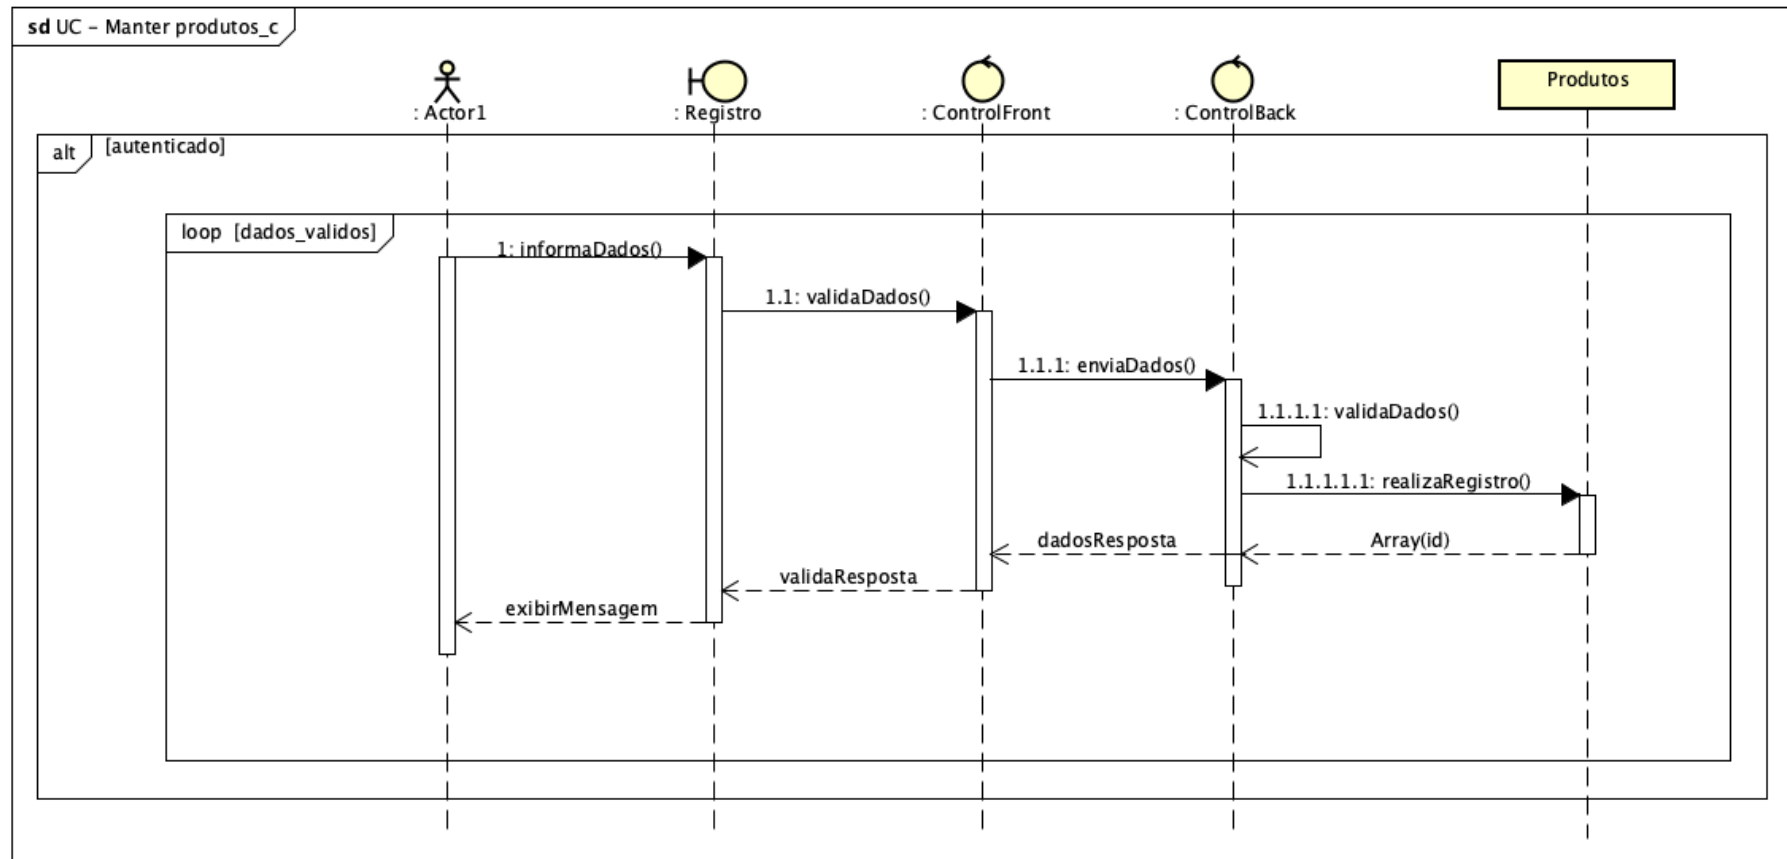 sd UC - Manter produtos_c
: Actor1
: Registro
: ControlFront
: ControlBack
Produtos
alt [autenticado]
loop [dados_validos]
1: informaDados()
1.1: validaDados()
1.1.1: enviaDados()
1.1.1.1: validaDados()
1.1.1.1.1: realizaRegistro()
dadosResposta
Array(id)
validaResposta
exibirMensagem